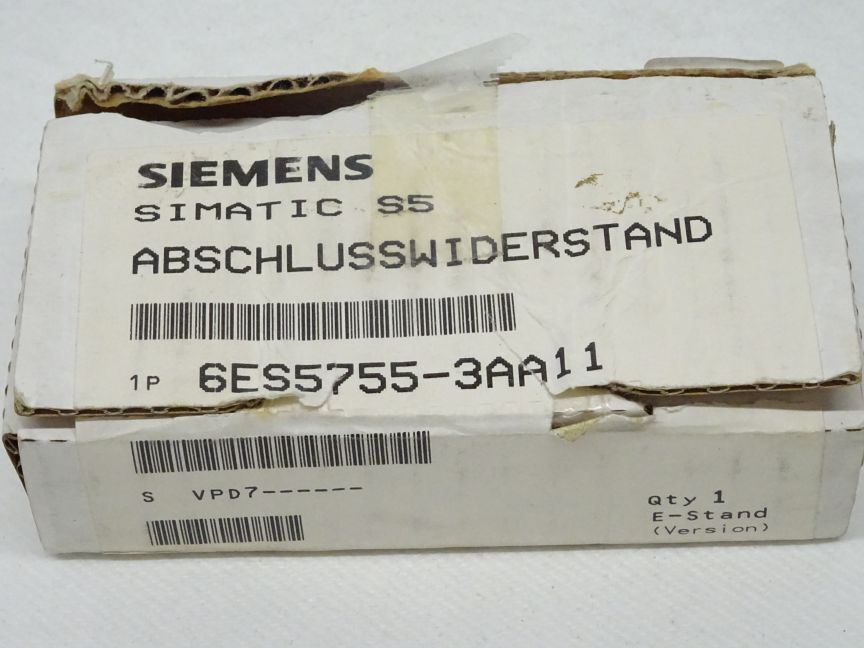 SIEMENS
SIMATIC S5
ABSCHLUSSWIDERSTAND
1P 6ES5755-3AA11
S VPD7------
Qty 1
E-Stand
(Version)